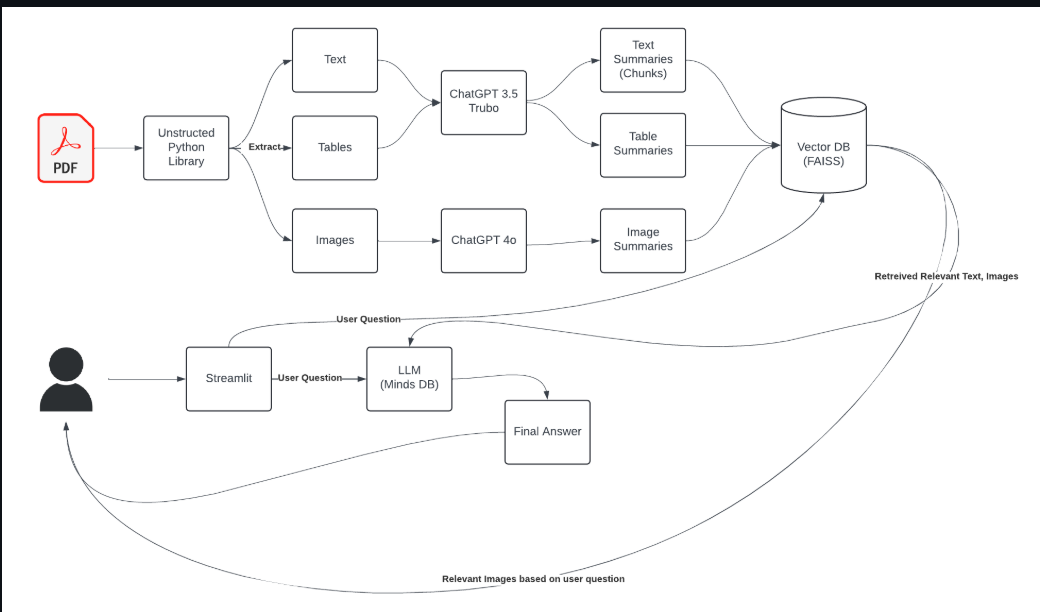 Text
Text
Summaries
(Chunks)
ChatGPT 3.5
Trubo
PDF
Unstructed
Python
Library
Extract
Tables
Table
Summaries
Vector DB
(FAISS)
Images
ChatGPT 4o
Image
Summaries
Retreived Relevant Text, Images
User Question
Streamlit
User Question
LLM
(Minds DB)
Final Answer
Relevant Images based on user question